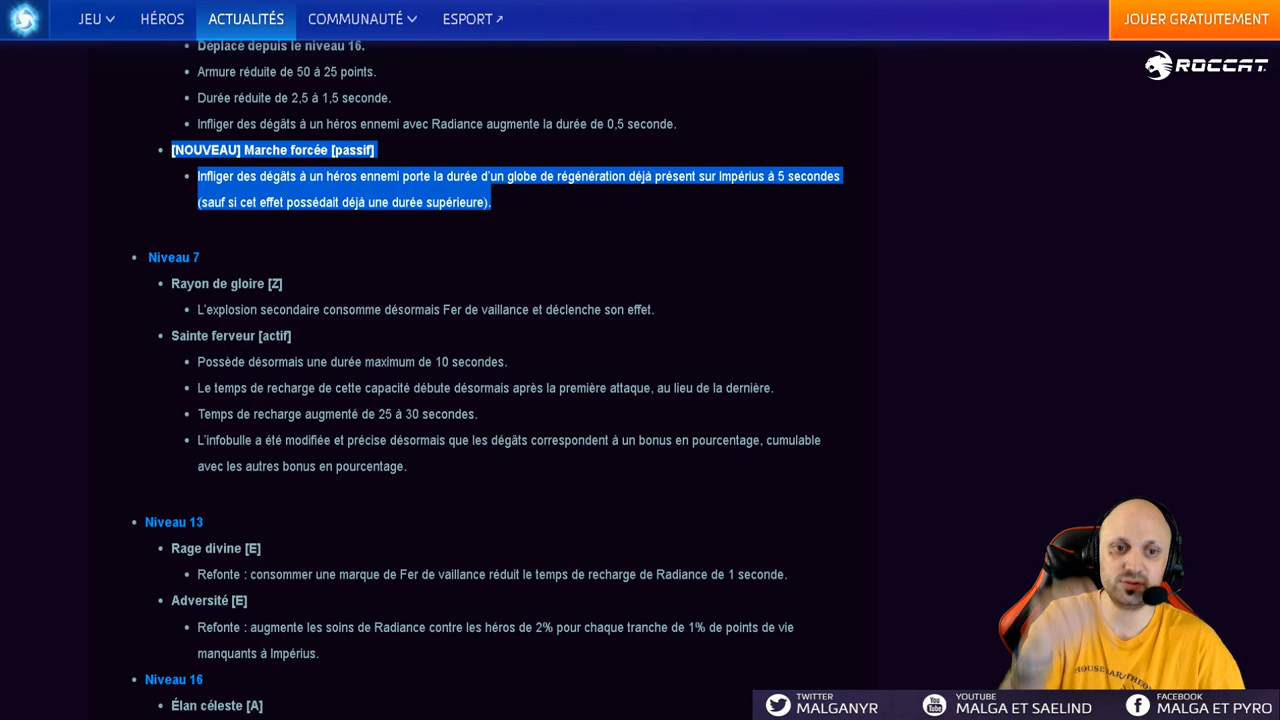 JEU HÉROS ACTUALITÉS COMMUNAUTÉ ESPORT JOUER GRATUITEMENT
Déplacé depuis le niveau 16.
ROCCAT
Armure réduite de 50 à 25 points.
Durée réduite de 2,5 à 1,5 seconde.
Infliger des dégâts à un héros ennemi avec Radiance augmente la durée de 0,5 seconde.
[NOUVEAU] Marche forcée [passif]
Infliger des dégâts à un héros ennemi porte la durée d'un globe de régénération déjà présent sur Impérius à 5 secondes
(sauf si cet effet possédait déjà une durée supérieure).
Niveau 7
Rayon de gloire [Z]
L'explosion secondaire consomme désormais Fer de vaillance et déclenche son effet.
Sainte ferveur [actif]
Possède désormais une durée maximum de 10 secondes.
Le temps de recharge de cette capacité débute désormais après la première attaque, au lieu de la dernière.
Temps de recharge augmenté de 25 à 30 secondes.
L'infobulle a été modifiée et précise désormais que les dégâts correspondent à un bonus en pourcentage, cumulable
avec les autres bonus en pourcentage.
Niveau 13
Rage divine [E]
Refonte : consommer une marque de Fer de vaillance réduit le temps de recharge de Radiance de 1 seconde.
Adversité [E]
Refonte : augmente les soins de Radiance contre les héros de 2% pour chaque tranche de 1% de points de vie
manquants à Impérius.
Niveau 16
Élan céleste [A]
TWITTER
MALGANYR
YOUTUBE
MALGA ET SAELIND
FACEBOOK
MALGA ET PYRO